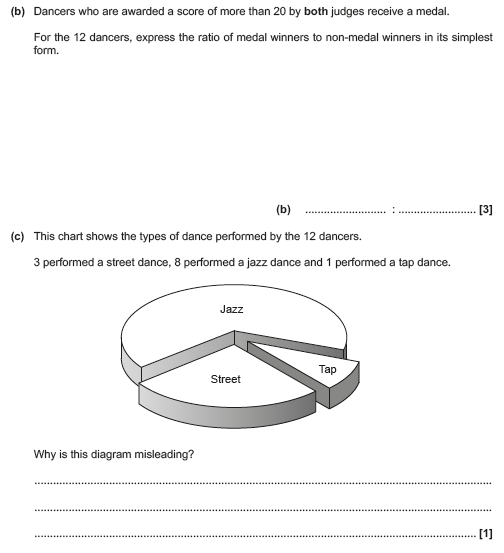 (b) Dancers who are awarded a score of more than 20 by both judges receive a medal.
For the 12 dancers, express the ratio of medal winners to non-medal winners in its simplest
form.
(b) .......................... : ......................... [3]
(c) This chart shows the types of dance performed by the 12 dancers.
3 performed a street dance, 8 performed a jazz dance and 1 performed a tap dance.
Jazz
Tap
Street
Why is this diagram misleading?
[1]